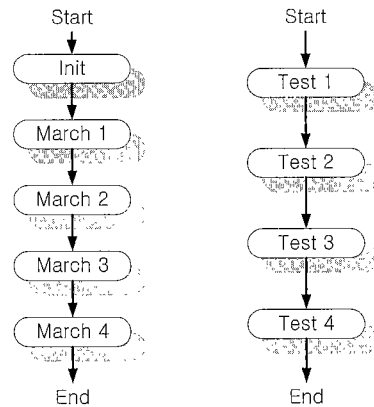 Start
Init
March 1
March 2
March 3
March 4
End
Start
Test 1
Test 2
Test 3
Test 4
End